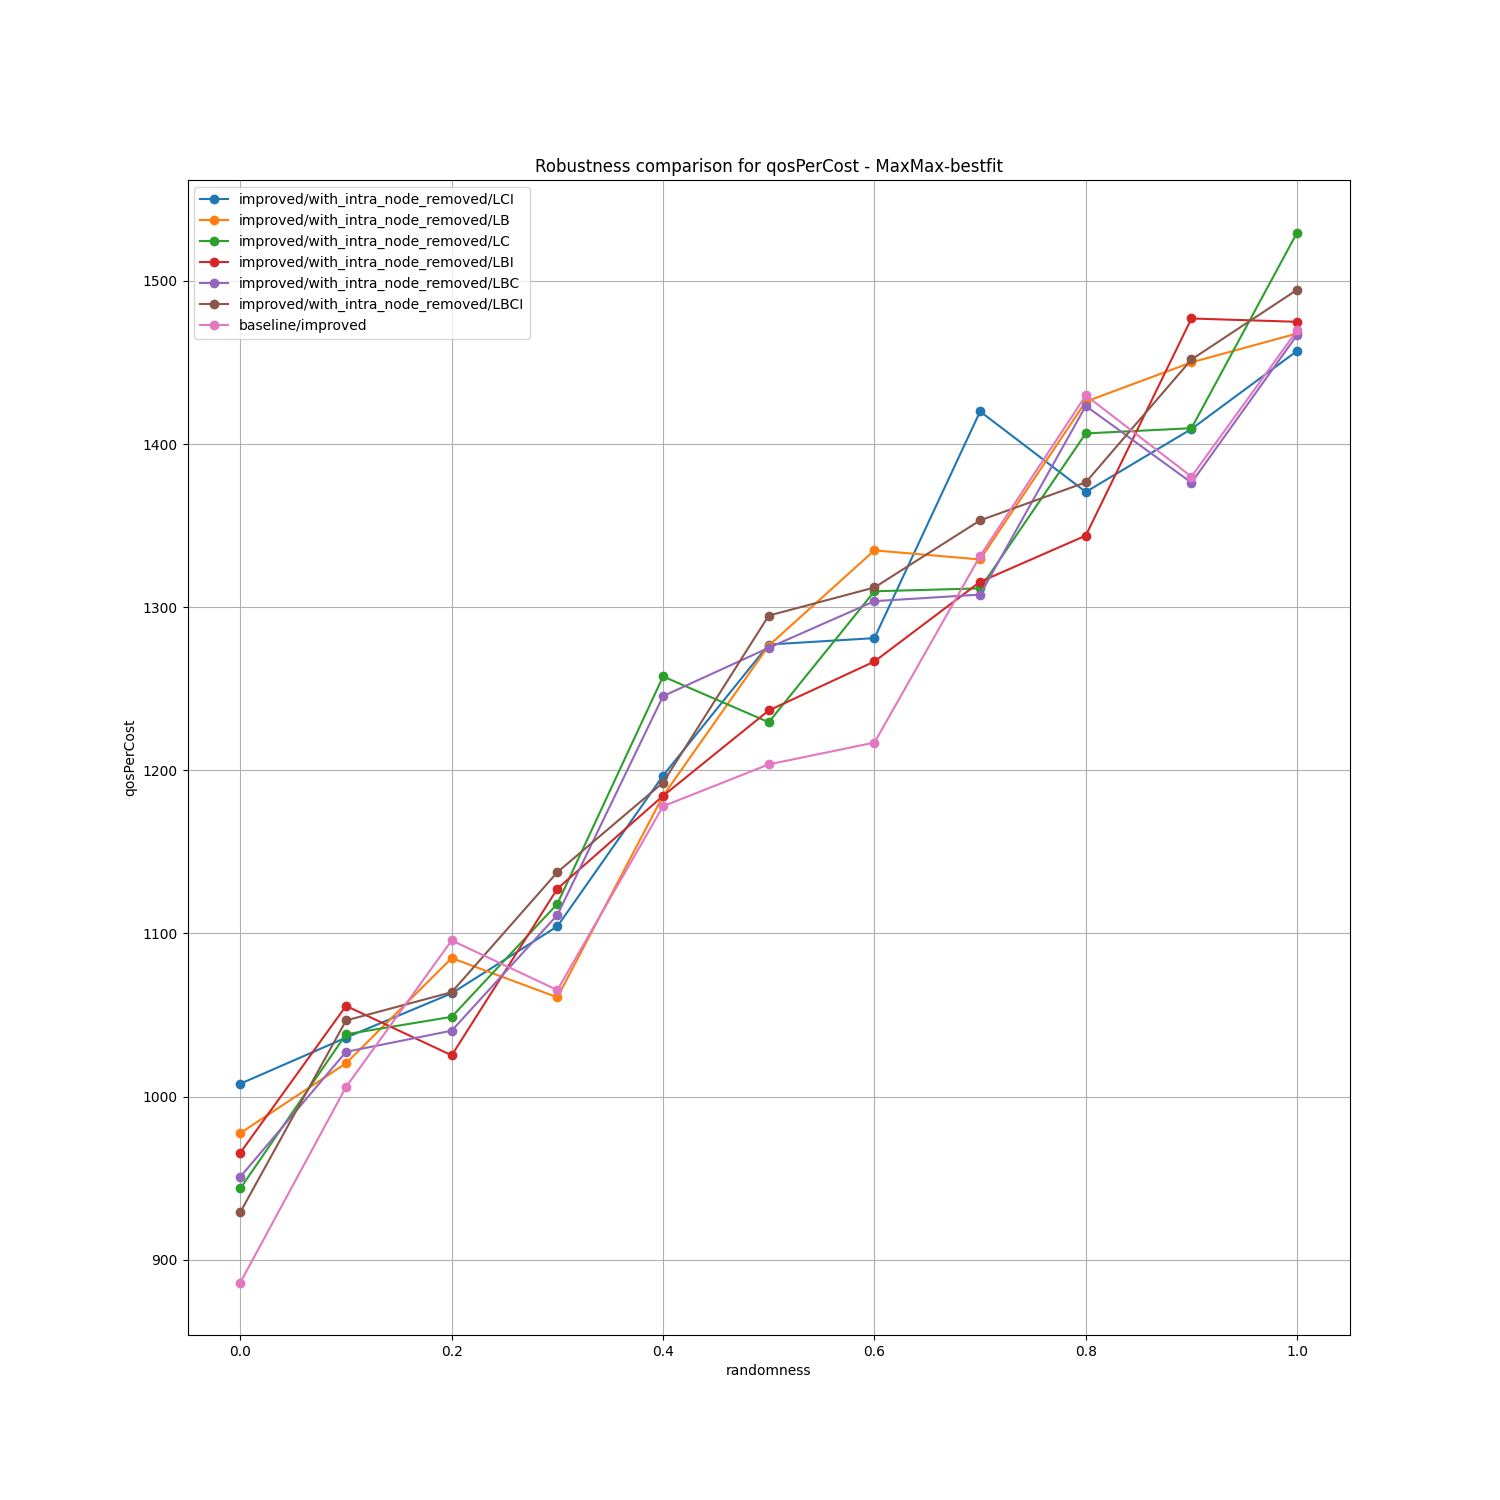 Robustness comparison for qosPerCost - MaxMax-bestfit
improved/with_intra_node_removed/LCI
improved/with_intra_node_removed/LB
improved/with_intra_node_removed/LC
improved/with_intra_node_removed/LBI
improved/with_intra_node_removed/LBC
improved/with_intra_node_removed/LBCI
baseline/improved
1500
1400
1300
1200
1100
1000
900
qosPerCost
0.0 0.2 0.4 0.6 0.8 1.0
randomness